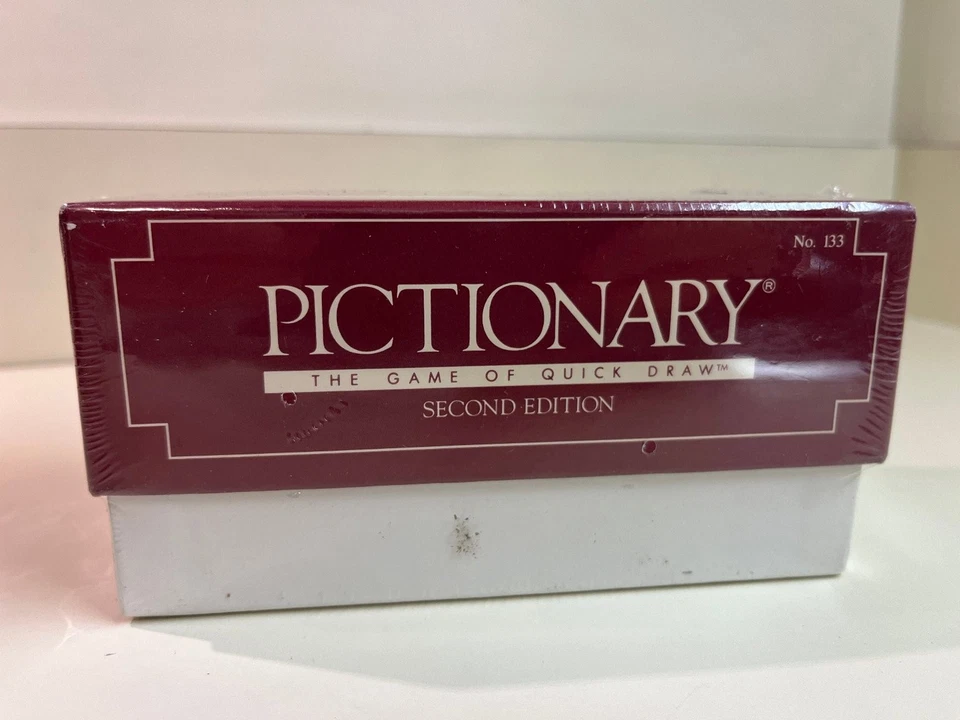 No. 133
PICTIONARY®
THE GAME OF QUICK DRAW™
SECOND EDITION